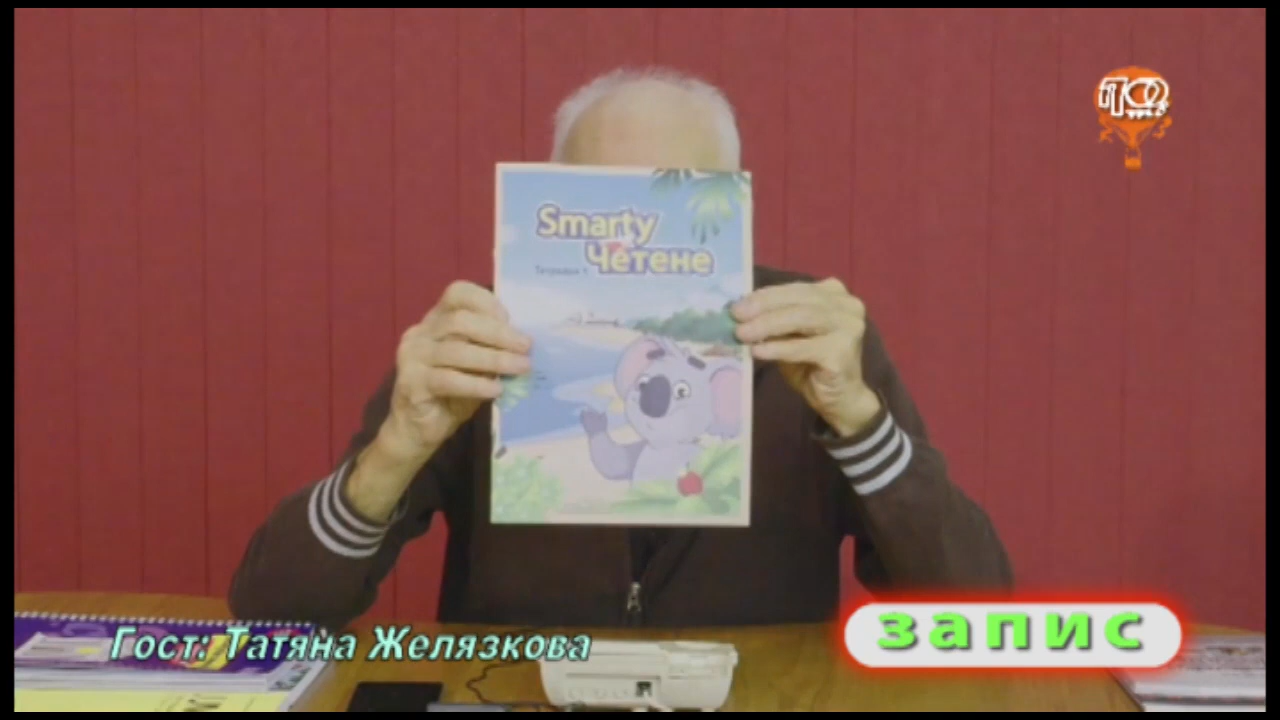 Smarty
Четене
Тетрадка 1
Гост: Татяна Желязкова
запис